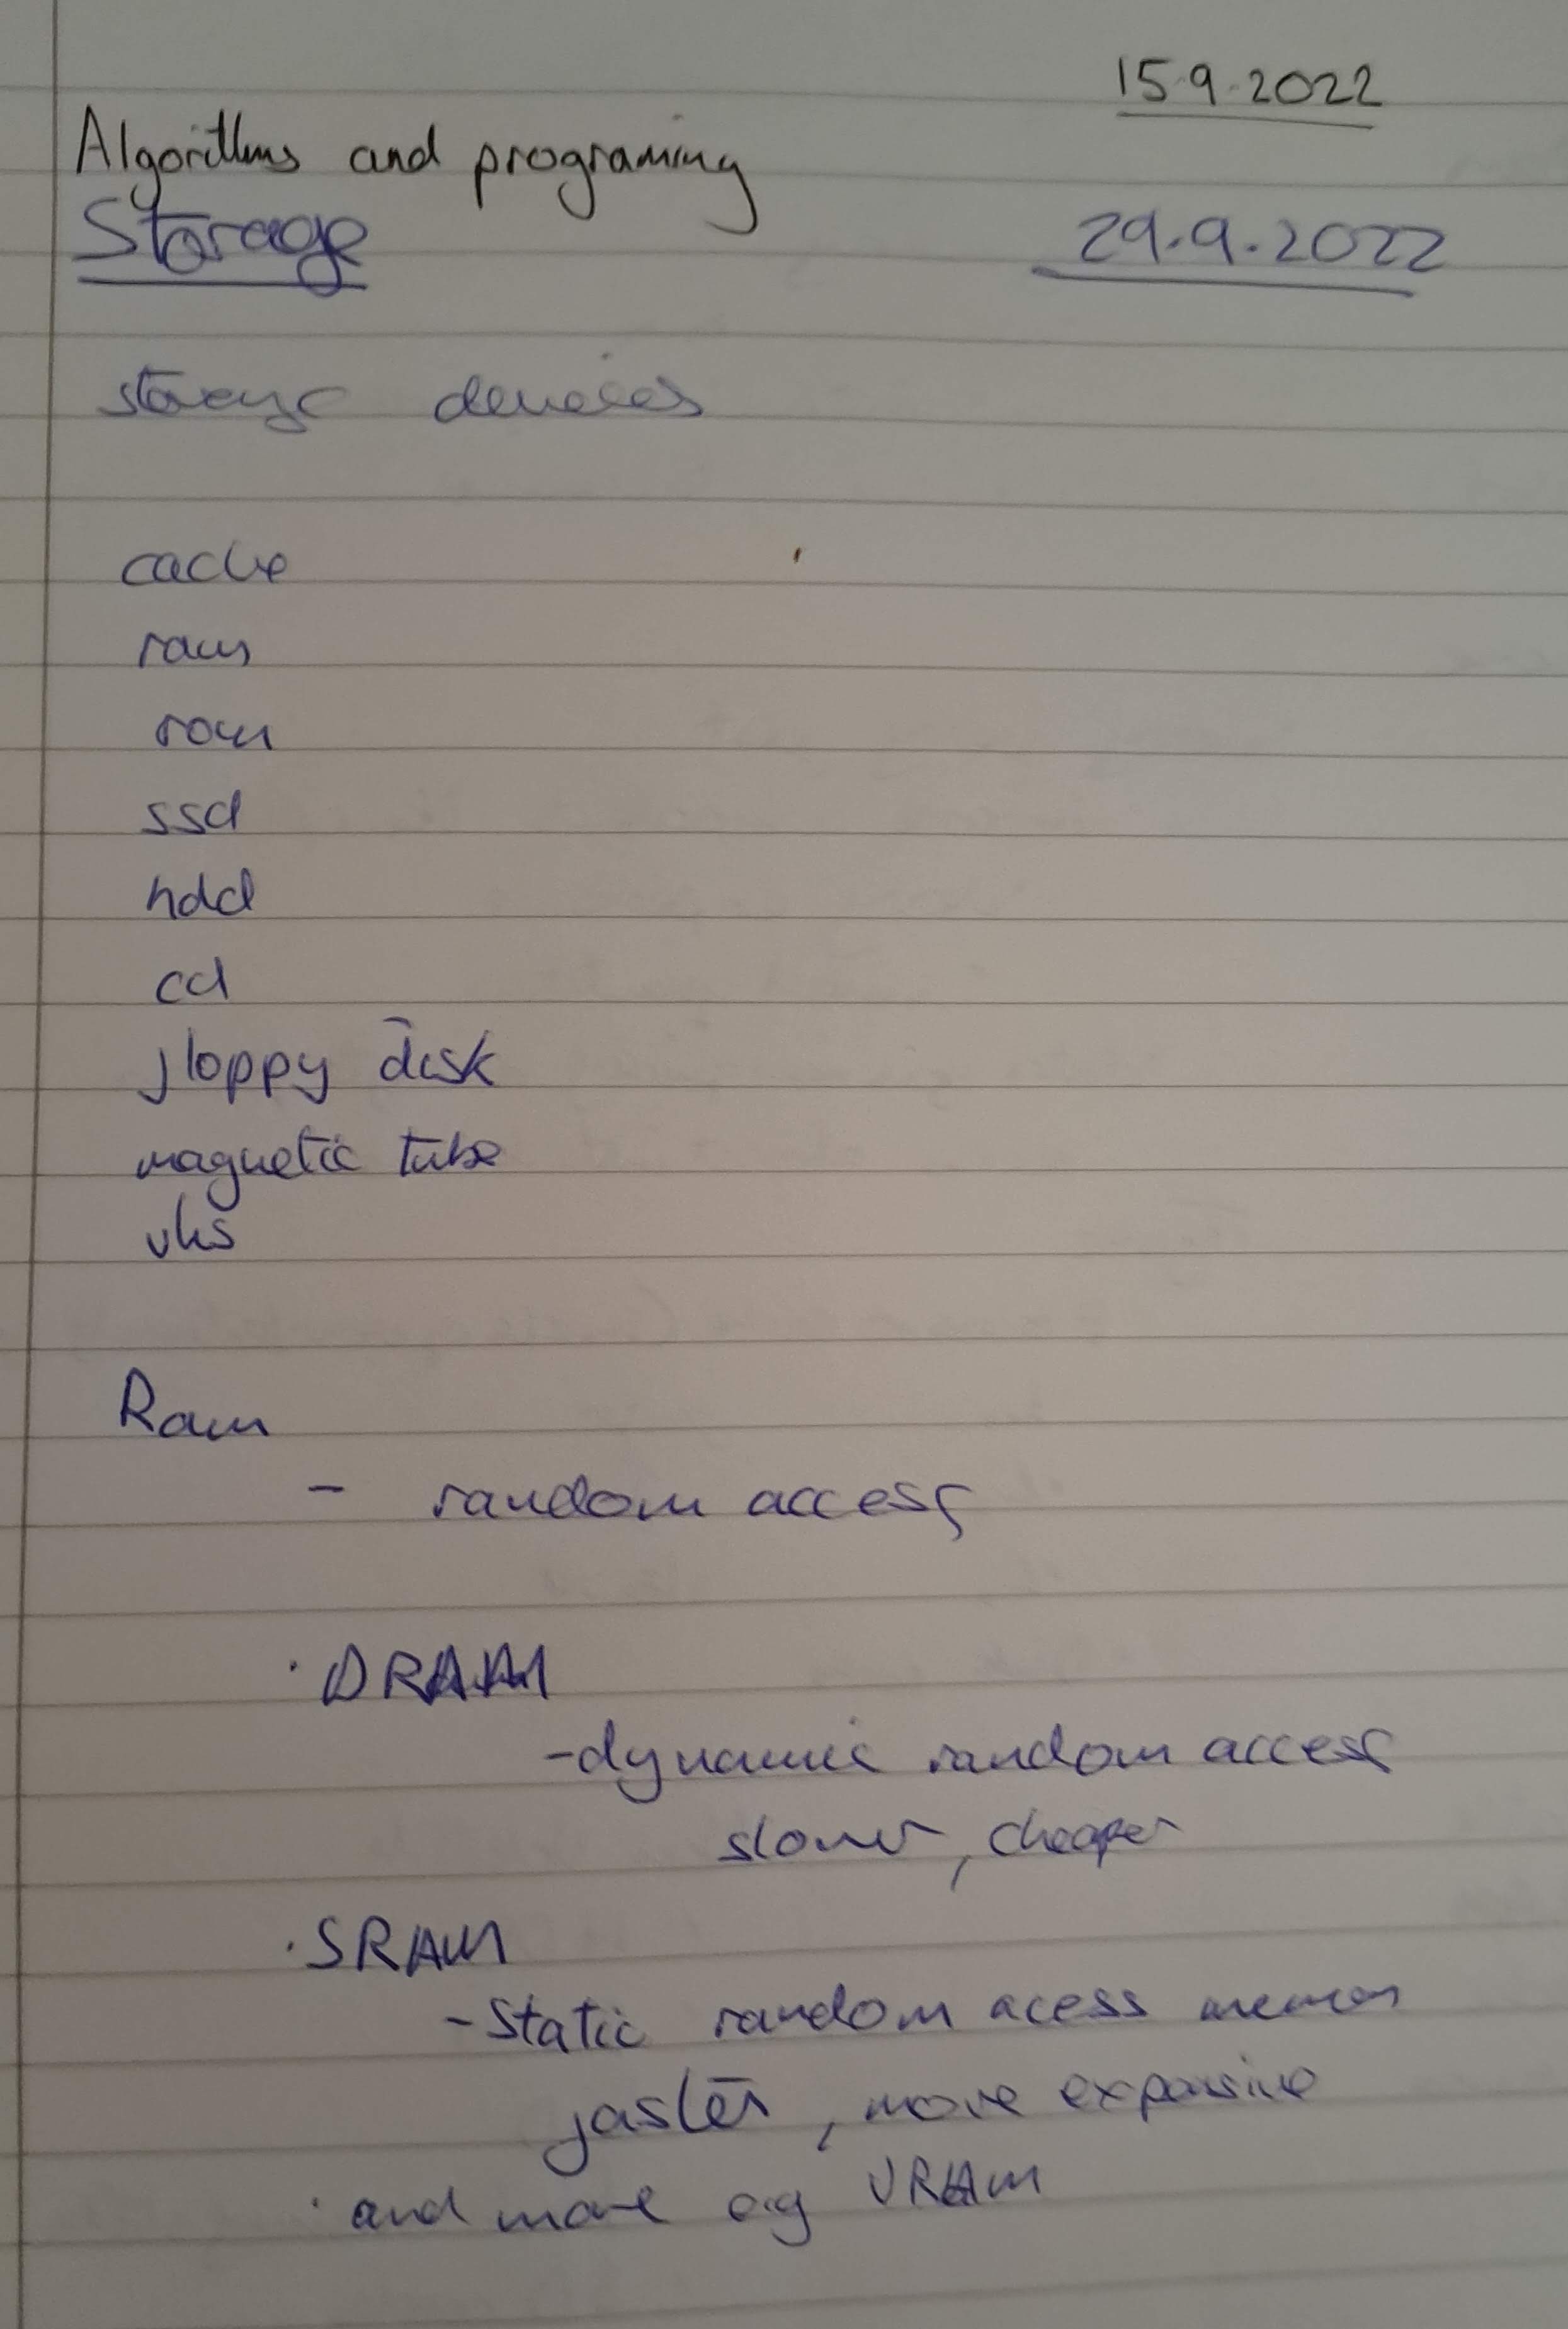 15.9.2022
Algorithms and programing
Storage 29.9.2022
storage devices
cache
ram
rom
ssd
hdd
cd
floppy disk
magnetic tube
vhs
Ram
- random access
· DRAM
- dynamic random access
slower, cheaper
· SRAM
- Static random acess memory
faster, more expansive
· and more eg VRAM